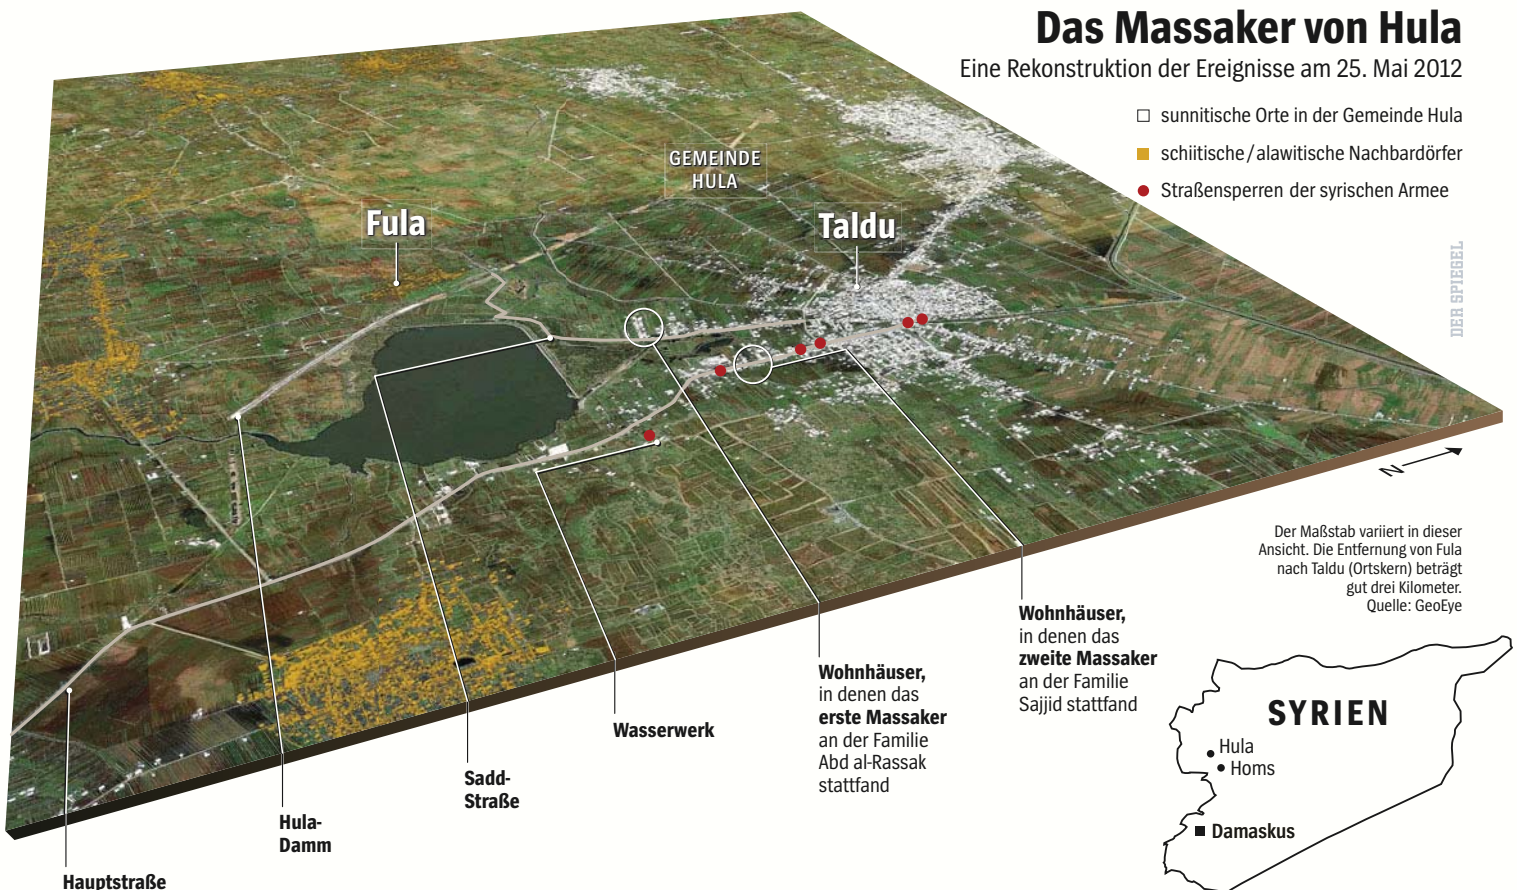 Das Massaker von Hula
Eine Rekonstruktion der Ereignisse am 25. Mai 2012
sunnitische Orte in der Gemeinde Hula
schiitische/alawitische Nachbardörfer
Straßensperren der syrischen Armee
DER SPIEGEL
GEMEINDE
HULA
Fula
Taldu
N
Der Maßstab variiert in dieser
Ansicht. Die Entfernung von Fula
nach Taldu (Ortskern) beträgt
gut drei Kilometer.
Quelle: GeoEye
Hauptstraße
Hula-
Damm
Sadd-
Straße
Wasserwerk
Wohnhäuser,
in denen das
erste Massaker
an der Familie
Abd al-Rassak
stattfand
Wohnhäuser,
in denen das
zweite Massaker
an der Familie
Sajjid stattfand
SYRIEN
Hula
Homs
Damaskus